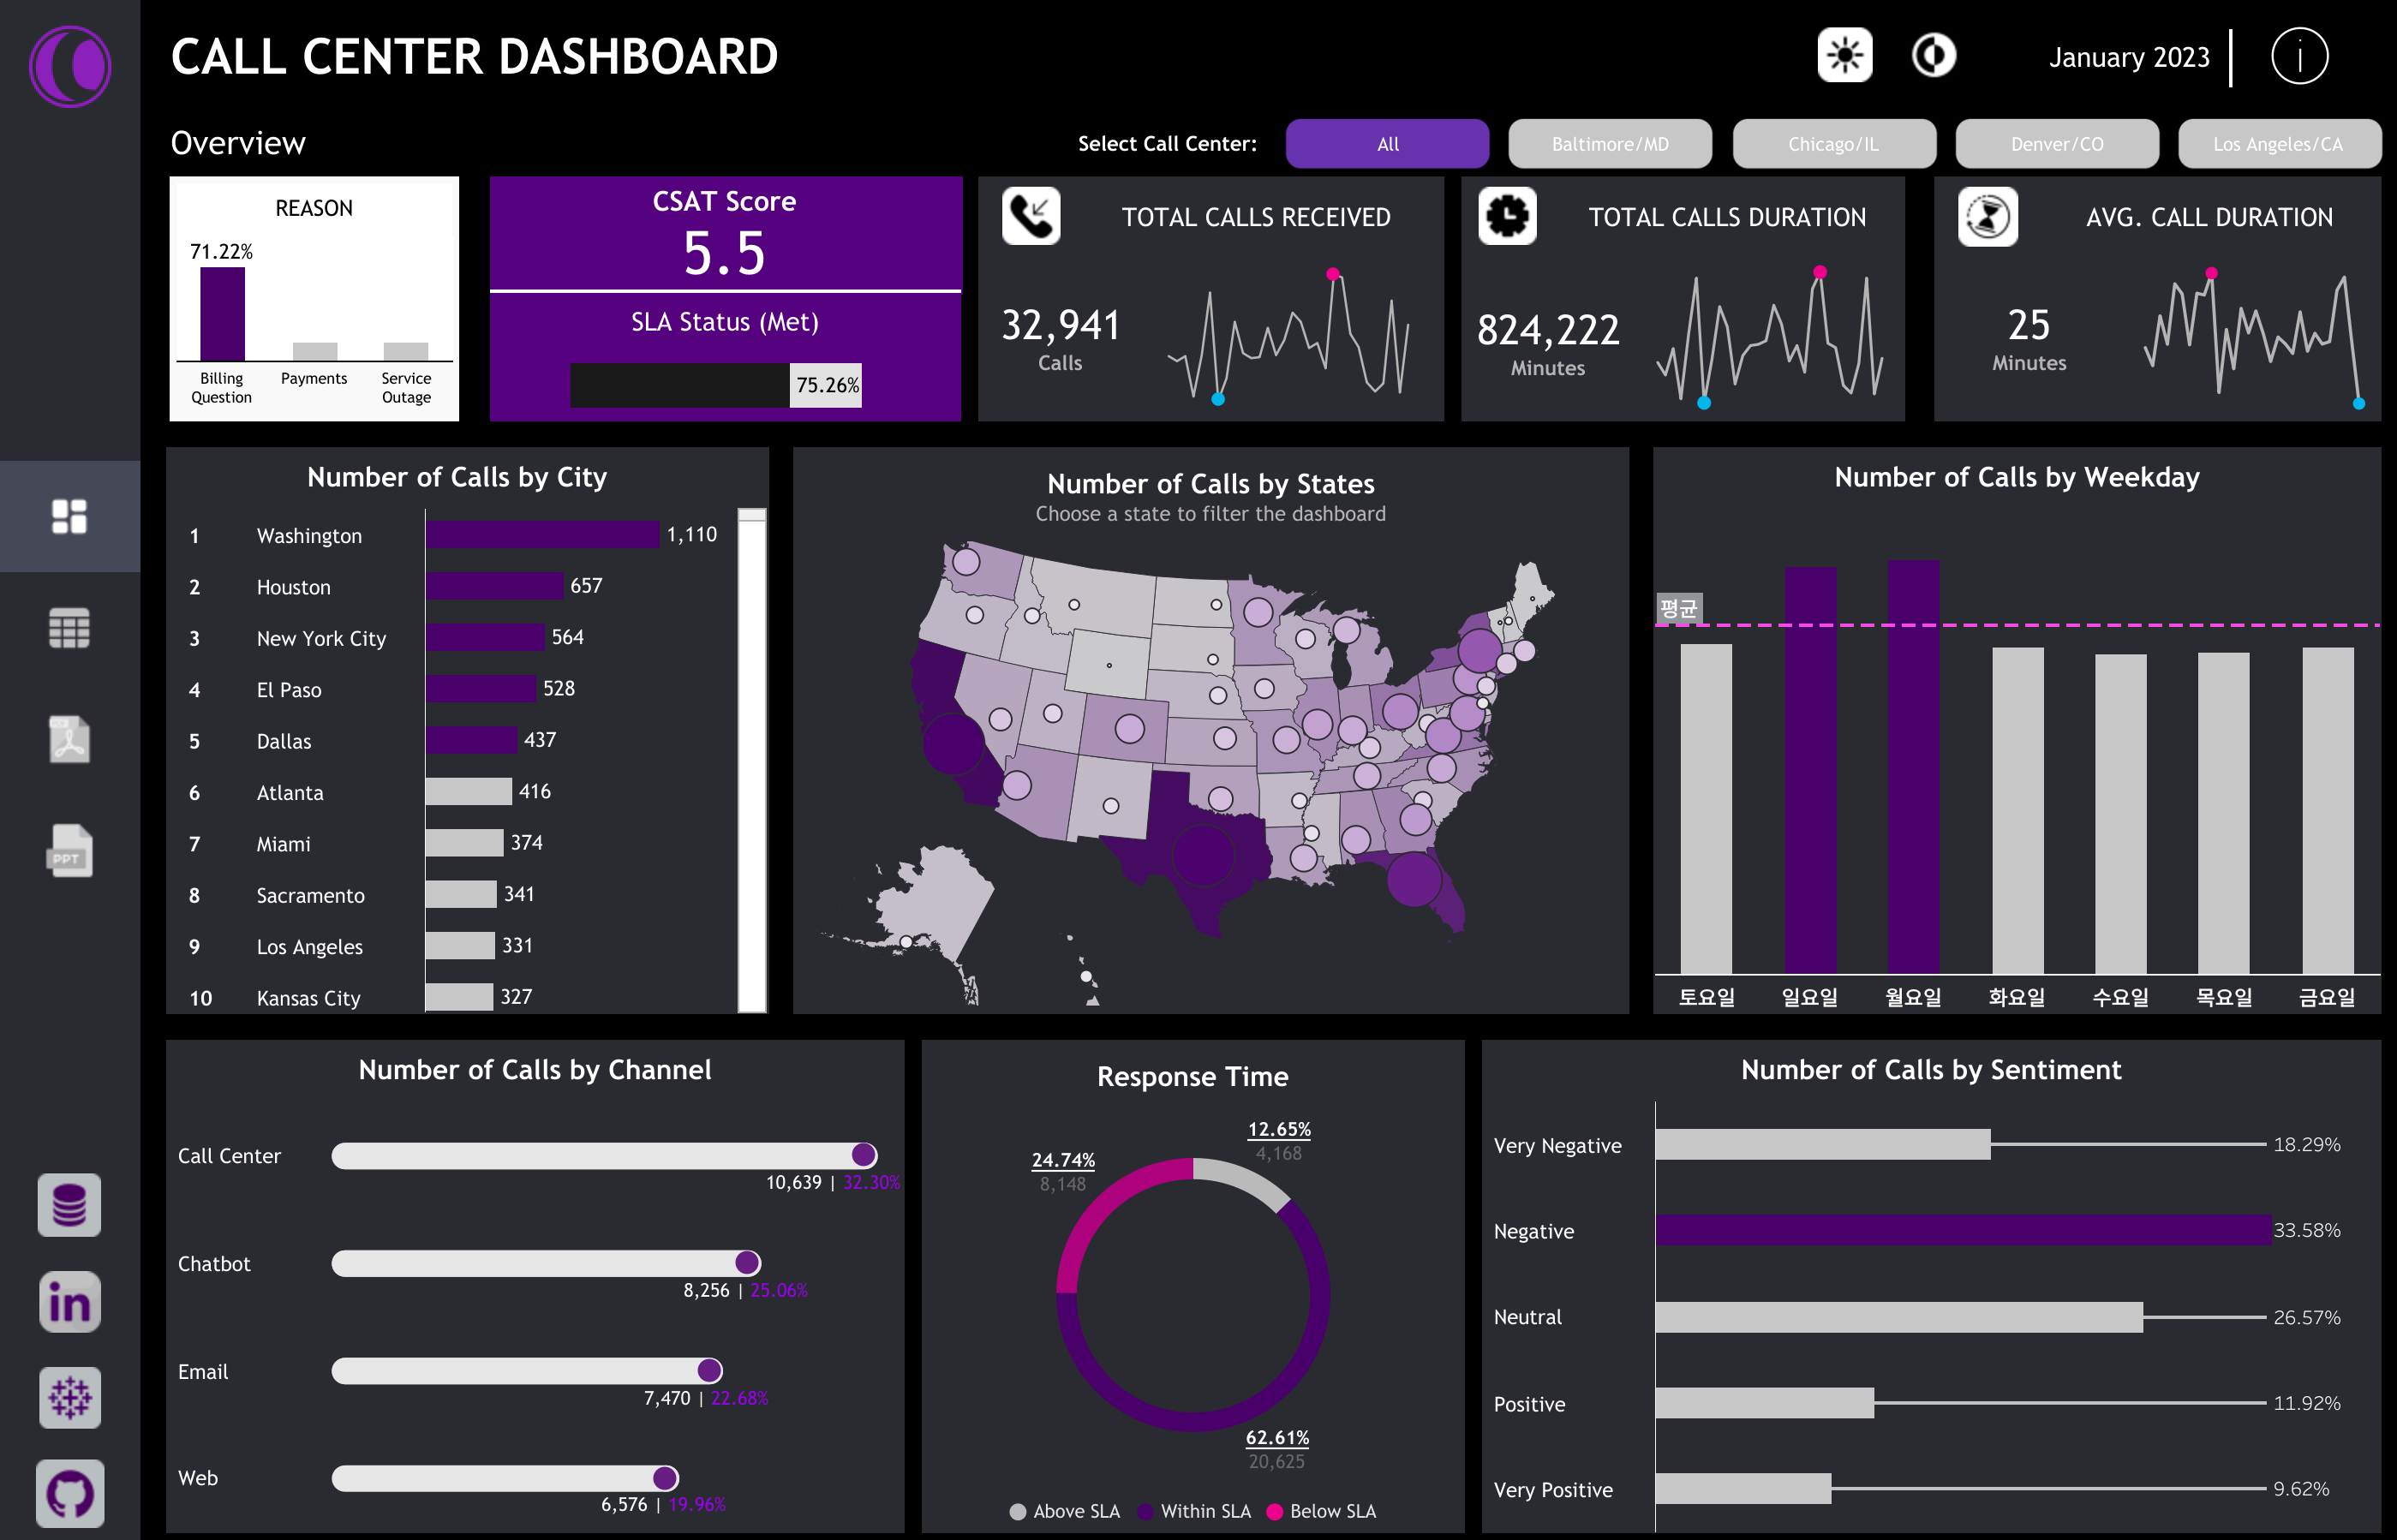 CALL CENTER DASHBOARD
January 2023
i
Overview
Select Call Center:
All
Baltimore/MD
Chicago/IL
Denver/CO
Los Angeles/CA
REASON
71.22%
Billing
Question
Payments
Service
Outage
CSAT Score
5.5
SLA Status (Met)
75.26%
TOTAL CALLS RECEIVED
32,941
Calls
TOTAL CALLS DURATION
824,222
Minutes
AVG. CALL DURATION
25
Minutes
Number of Calls by City
1 Washington 1,110
2 Houston 657
3 New York City 564
4 El Paso 528
5 Dallas 437
6 Atlanta 416
7 Miami 374
8 Sacramento 341
9 Los Angeles 331
10 Kansas City 327
Number of Calls by States
Choose a state to filter the dashboard
Number of Calls by Weekday
평균
토요일 일요일 월요일 화요일 수요일 목요일 금요일
PPT
in
Number of Calls by Channel
Call Center
10,639 | 32.30%
Chatbot
8,256 | 25.06%
Email
7,470 | 22.68%
Web
6,576 | 19.96%
Response Time
12.65%
4,168
24.74%
8,148
62.61%
20,625
Above SLA
Within SLA
Below SLA
Number of Calls by Sentiment
Very Negative 18.29%
Negative 33.58%
Neutral 26.57%
Positive 11.92%
Very Positive 9.62%